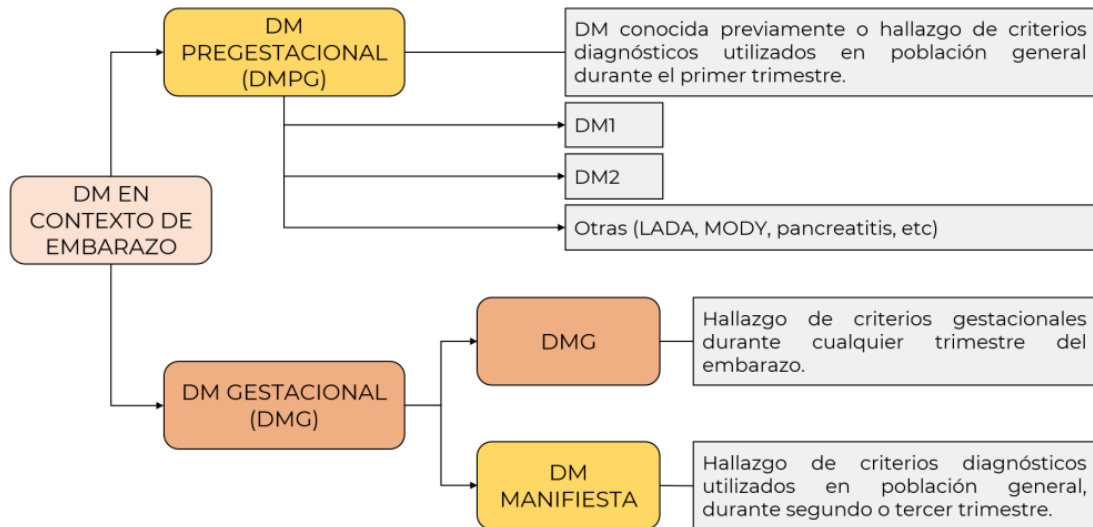 DM
PREGESTACIONAL
(DMPG)
DM conocida previamente o hallazgo de criterios
diagnósticos utilizados en población general
durante el primer trimestre.
DM1
DM2
Otras (LADA, MODY, pancreatitis, etc)
DM EN
CONTEXTO DE
EMBARAZO
DM GESTACIONAL
(DMG)
DMG
Hallazgo de criterios gestacionales
durante cualquier trimestre del
embarazo.
DM
MANIFIESTA
Hallazgo de criterios diagnósticos
utilizados en población general,
durante segundo o tercer trimestre.